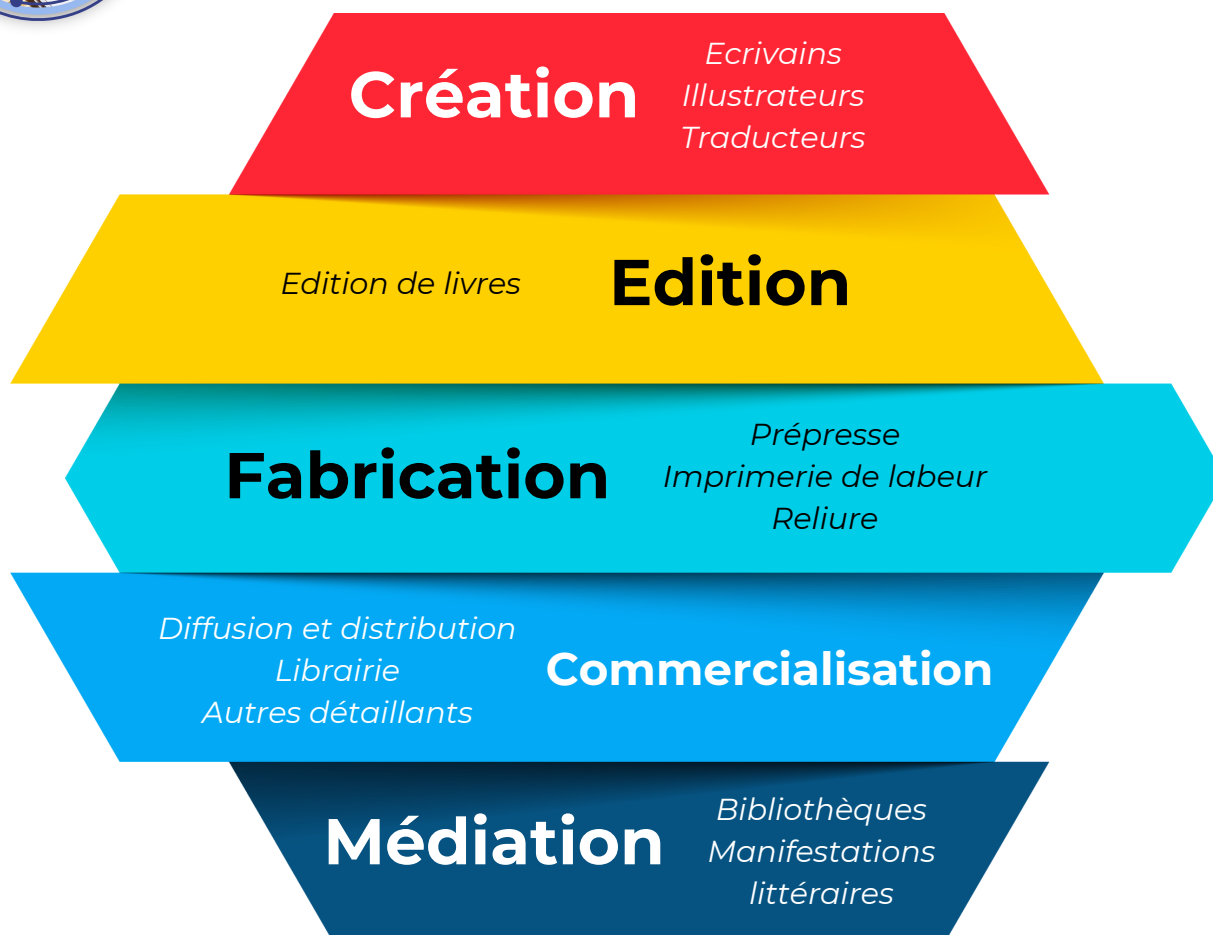 Création
Ecrivains
Illustrateurs
Traducteurs
Edition de livres
Edition
Fabrication
Prépresse
Imprimerie de labeur
Reliure
Diffusion et distribution
Librairie
Autres détaillants
Commercialisation
Médiation
Bibliothèques
Manifestations
littéraires